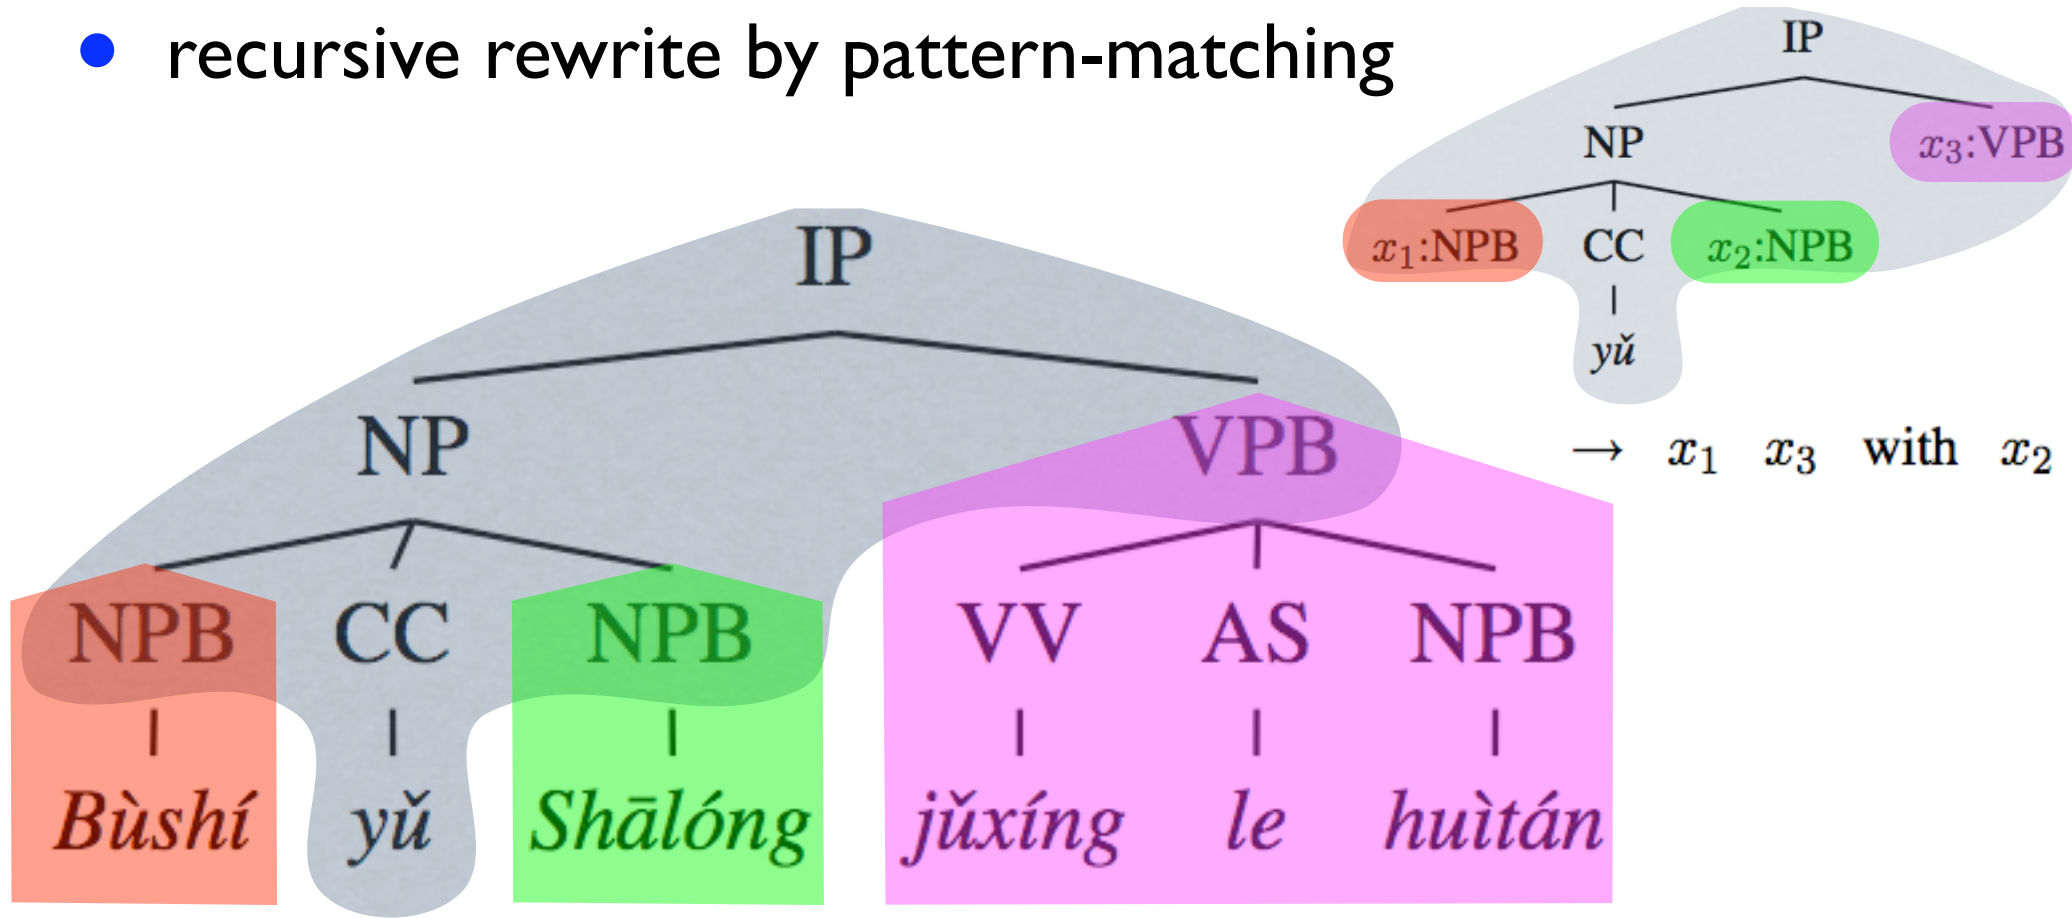 • recursive rewrite by pattern-matching
IP
NP x₃:VPB
x₁:NPB CC x₂:NPB
yǔ
→ x₁ x₃ with x₂
IP
NP VPB
NPB CC NPB VV AS NPB
Bùshí yǔ Shālóng jǔxíng le huìtán